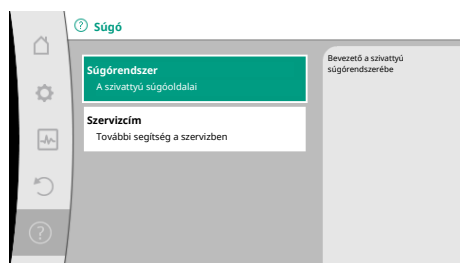 Súgó
Súgórendszer
A szivattyú súgóoldalai
Szervizcím
További segítség a szervizben
Bevezető a szivattyú
súgórendszerébe